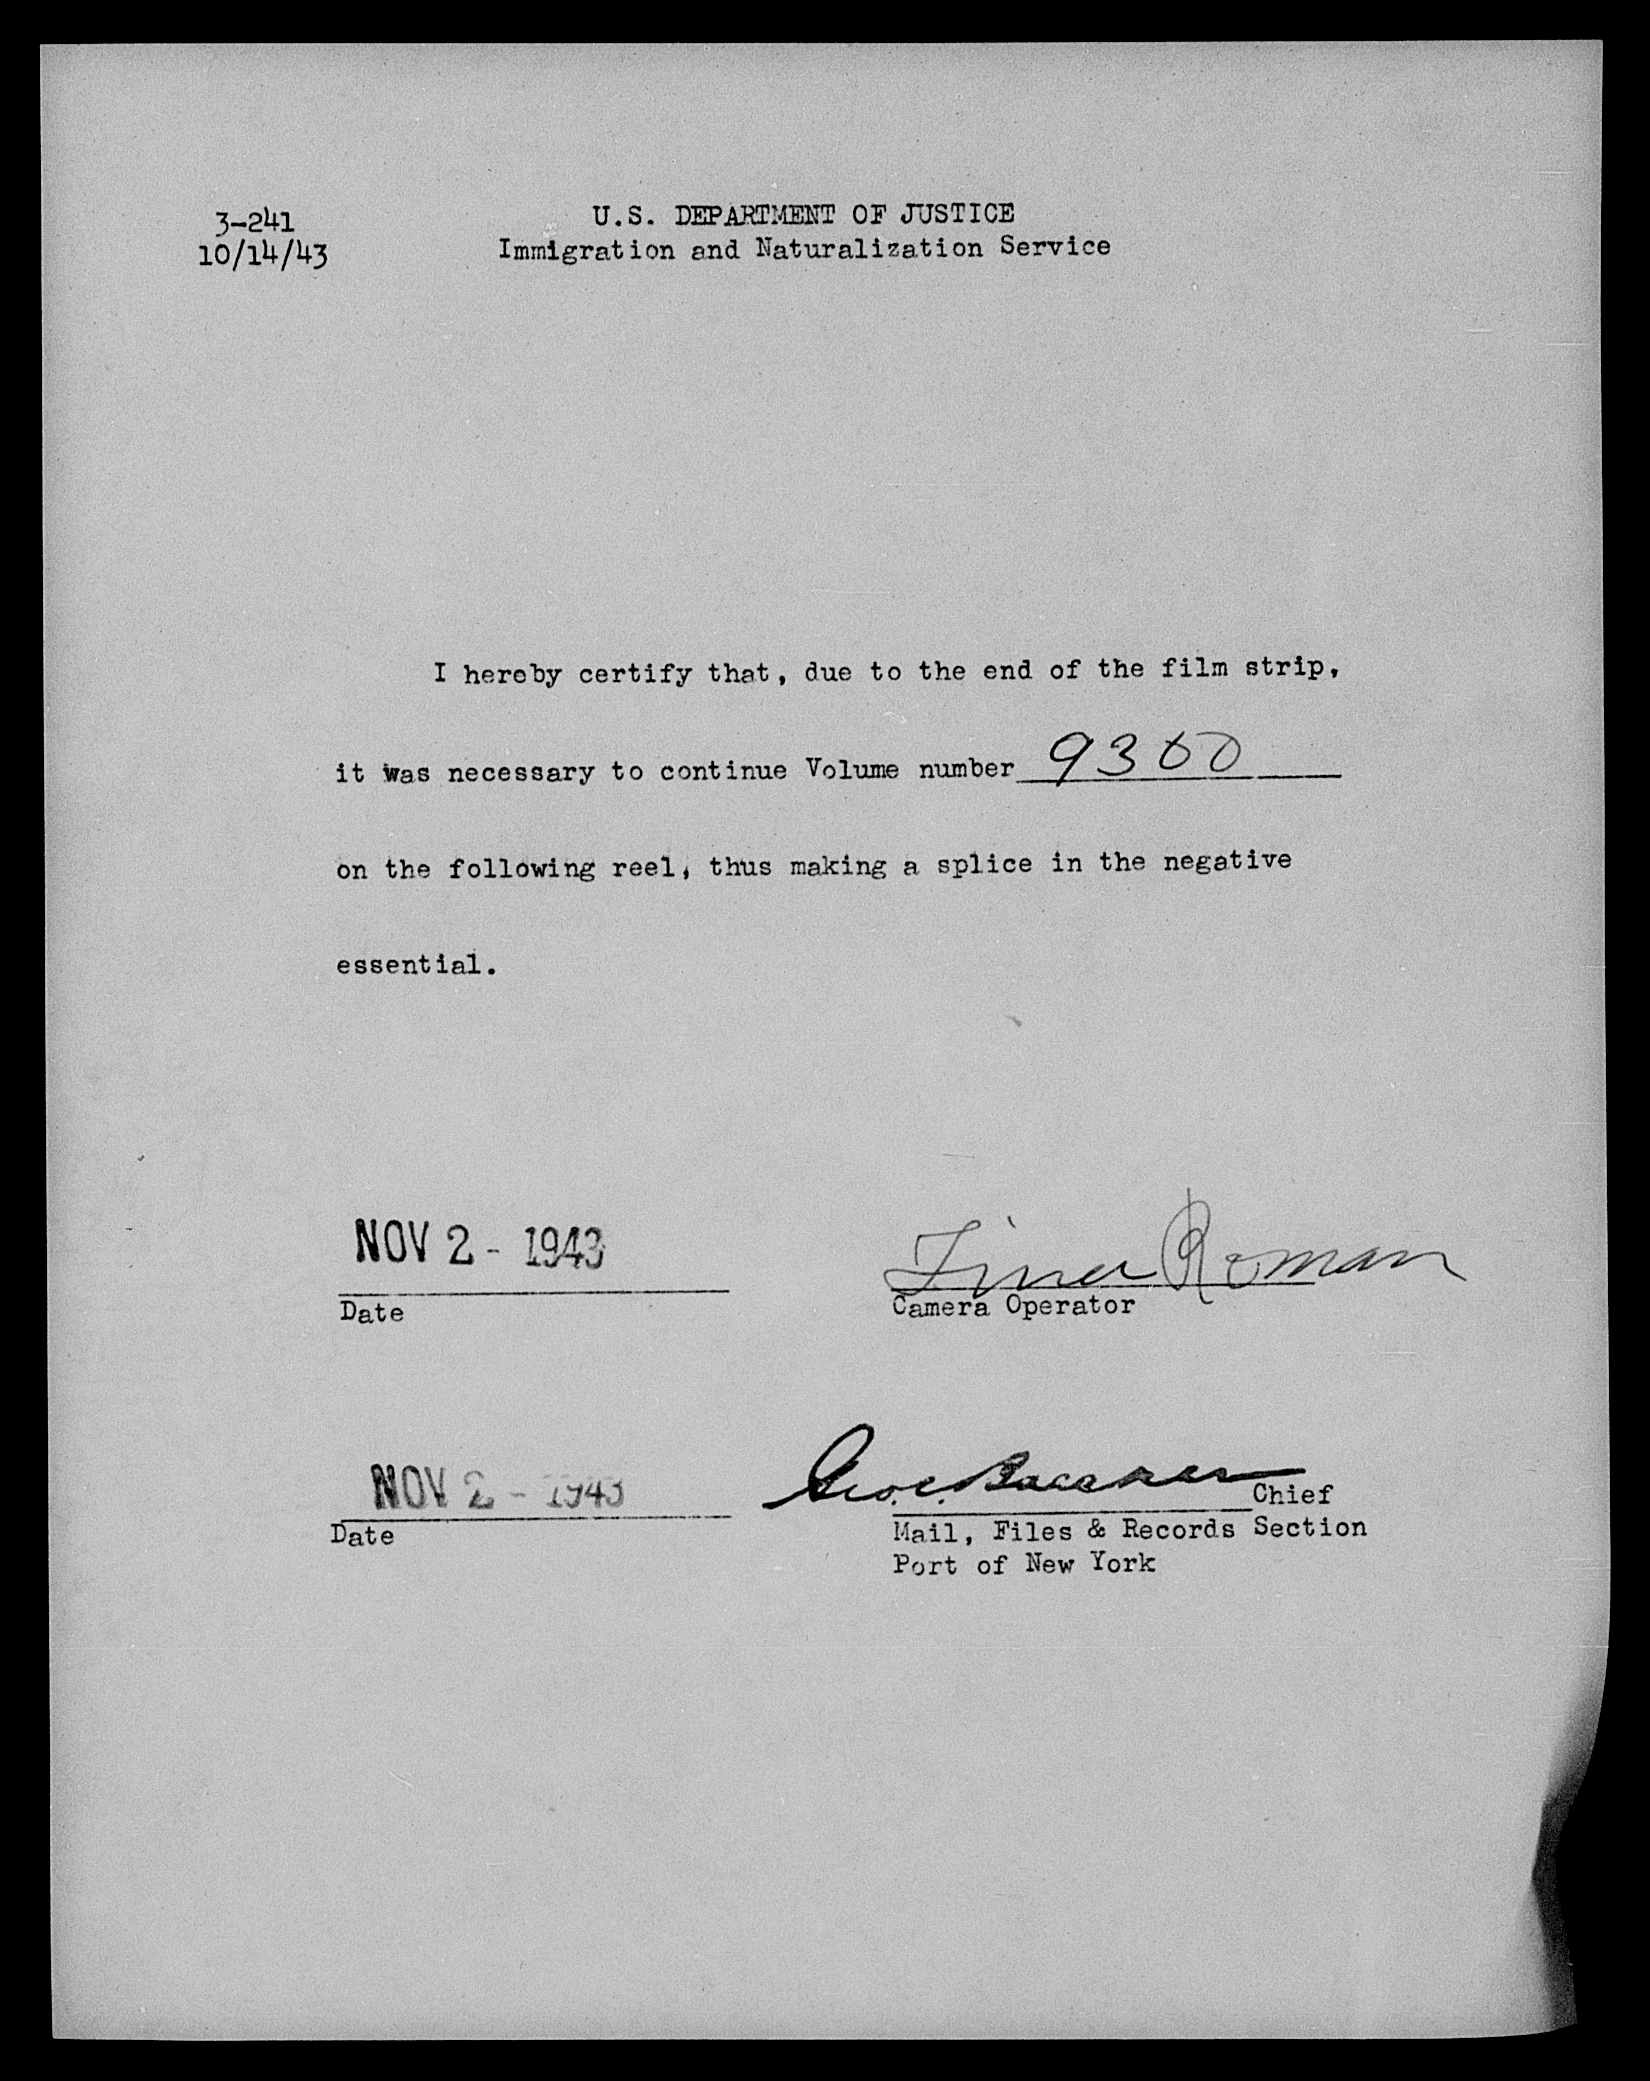 3-241
10/14/43
U.S. DEPARTMENT OF JUSTICE
Immigration and Naturalization Service
I hereby certify that, due to the end of the film strip,
it was necessary to continue Volume number 9300
on the following reel, thus making a splice in the negative
essential.
NOV 2 - 1943
Date
Roman
Camera Operator
NOV 2 - 1943
Date
Chief
Mail, Files & Records Section
Port of New York